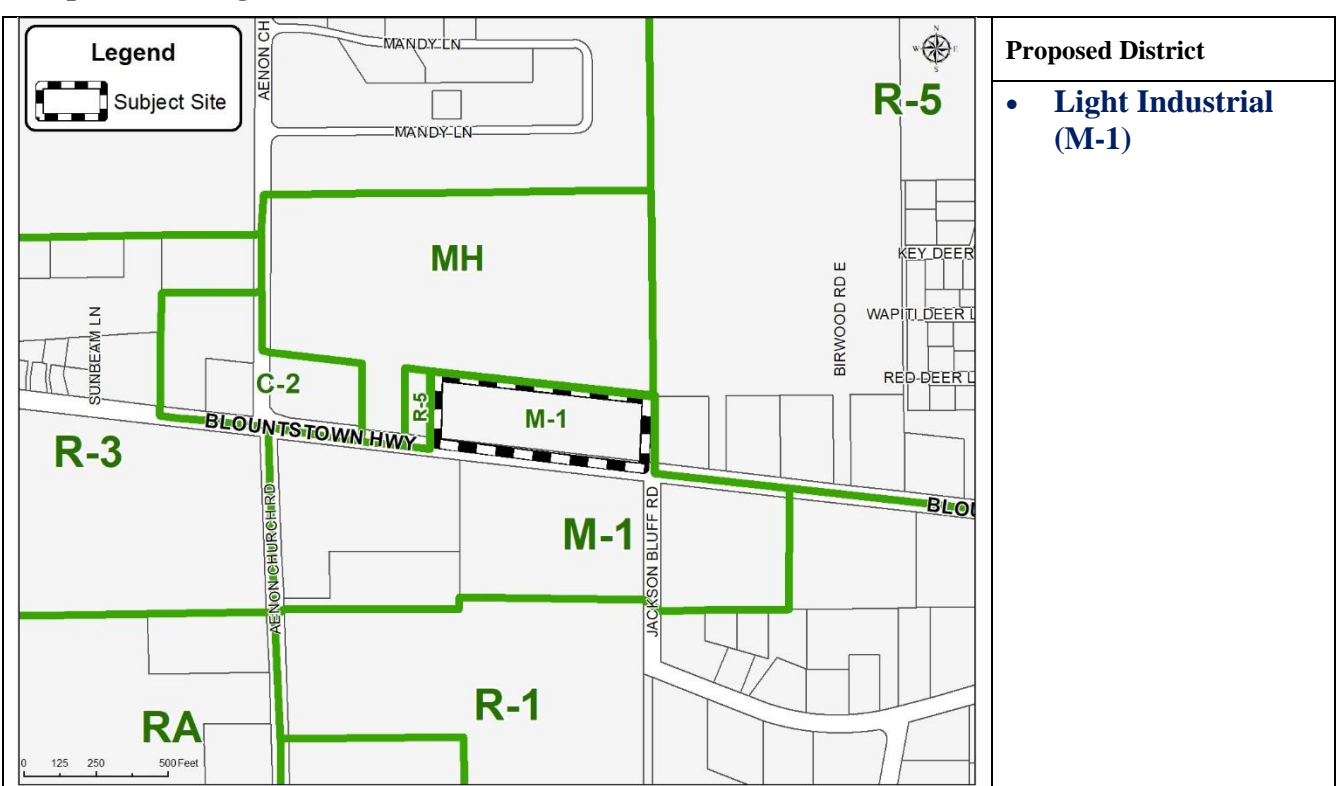 Legend
Subject Site
AENON CH
MANDY LN
MANDY LN
N
W
E
S
R-5
MH
KEY DEER
BIRWOOD RD E
WAPITI DEER L
RED DEER L
SUNBEAM LN
C-2
R-5
M-1
BLOUNTSTOWN HWY
R-3
BLOU
M-1
AENON CHURCH RD
JACKSON BLUFF RD
R-1
RA
0 125 250 500 Feet
Proposed District
• Light Industrial
(M-1)